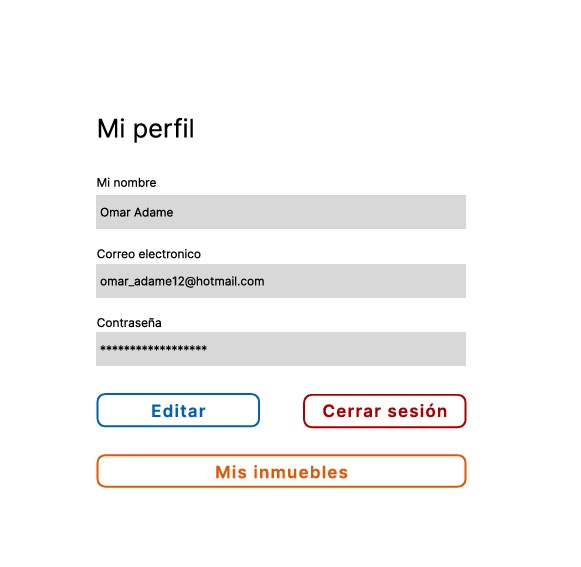 Mi perfil
Mi nombre
Omar Adame
Correo electronico
omar_adame12@hotmail.com
Contraseña
******************
Editar
Cerrar sesión
Mis inmuebles